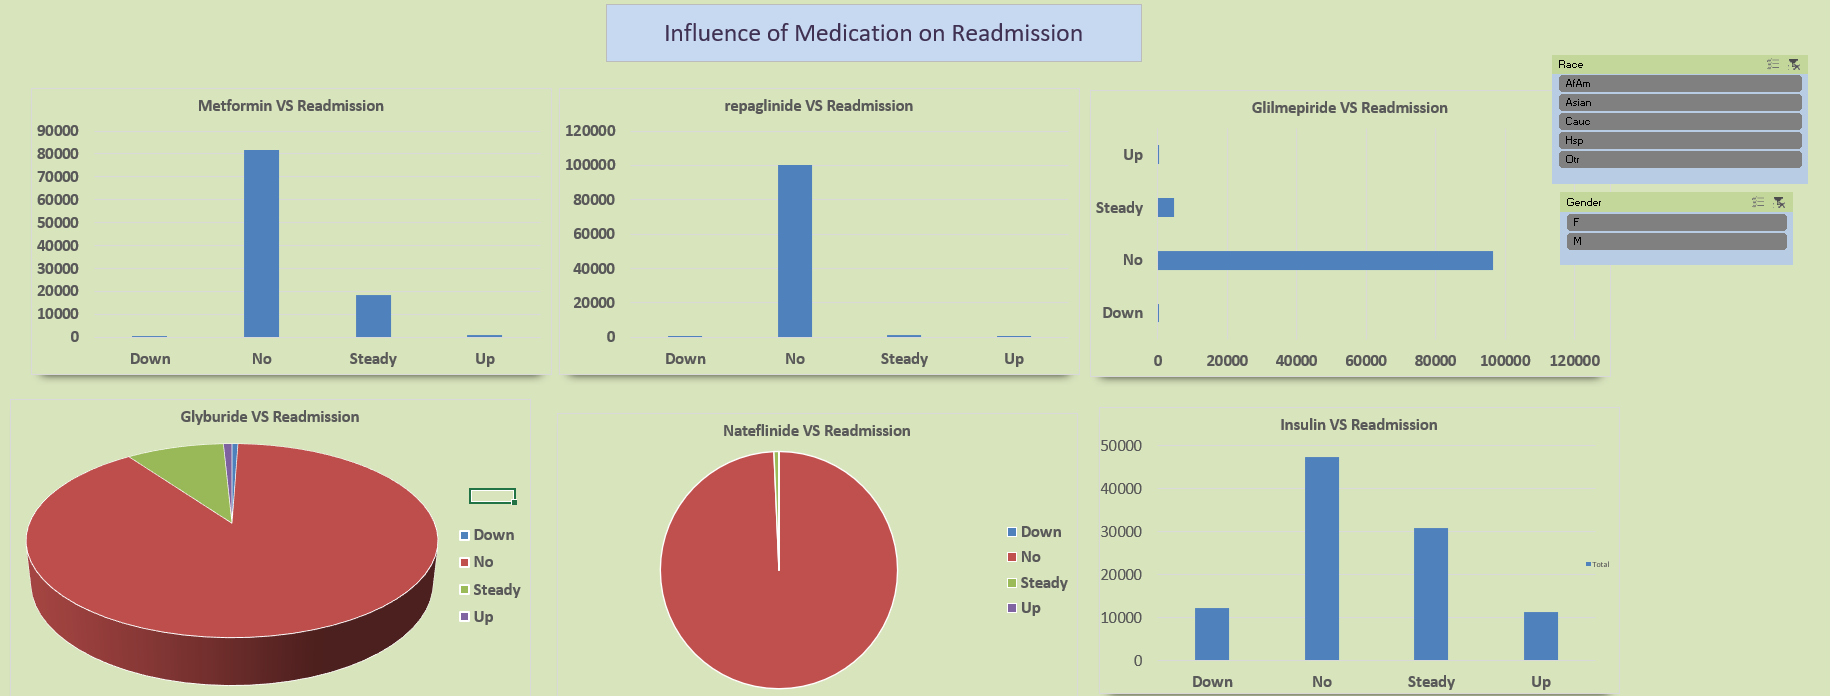 Influence of Medication on Readmission
Race
AfAm
Asian
Cauc
Hsp
Otr
Gender
F
M
Metformin VS Readmission
90000
80000
70000
60000
50000
40000
30000
20000
10000
0
Down No Steady Up
repaglinide VS Readmission
120000
100000
80000
60000
40000
20000
0
Down No Steady Up
Glilmepiride VS Readmission
Up
Steady
No
Down
0 20000 40000 60000 80000 100000 120000
Glyburide VS Readmission
Down
No
Steady
Up
Nateflinide VS Readmission
Down
No
Steady
Up
Insulin VS Readmission
50000
40000
30000
20000
10000
0
Down No Steady Up
Total